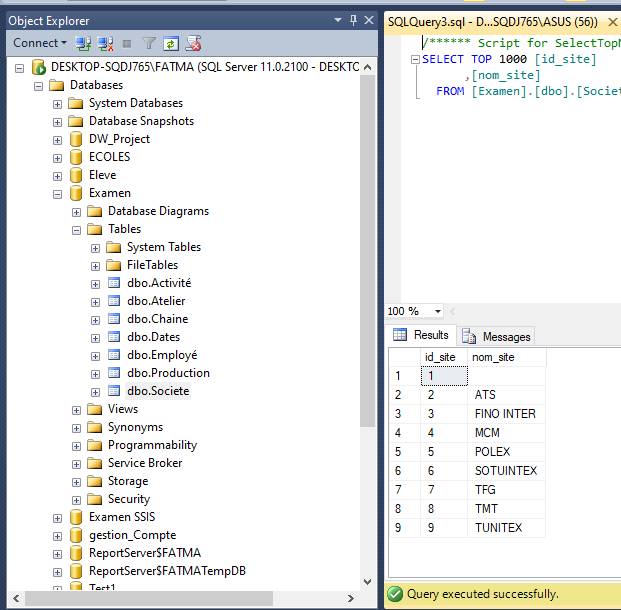 Object Explorer
Connect
DESKTOP-SQDJ765\FATMA (SQL Server 11.0.2100 - DESKTO
Databases
System Databases
Database Snapshots
DW_Project
ECOLES
Eleve
Examen
Database Diagrams
Tables
System Tables
FileTables
dbo.Activité
dbo.Atelier
dbo.Chaine
dbo.Dates
dbo.Employé
dbo.Production
dbo.Societe
Views
Synonyms
Programmability
Service Broker
Storage
Security
Examen SSIS
gestion_Compte
ReportServer$FATMA
ReportServer$FATMATempDB
Test1
SQLQuery3.sql - D...SQDJ765\ASUS (56))
/****** Script for SelectTopN
SELECT TOP 1000 [id_site]
,[nom_site]
FROM [Examen].[dbo].[Societ
100 %
Results Messages
id_site nom_site
1 1
2 2 ATS
3 3 FINO INTER
4 4 MCM
5 5 POLEX
6 6 SOTUINTEX
7 7 TFG
8 8 TMT
9 9 TUNITEX
Query executed successfully.